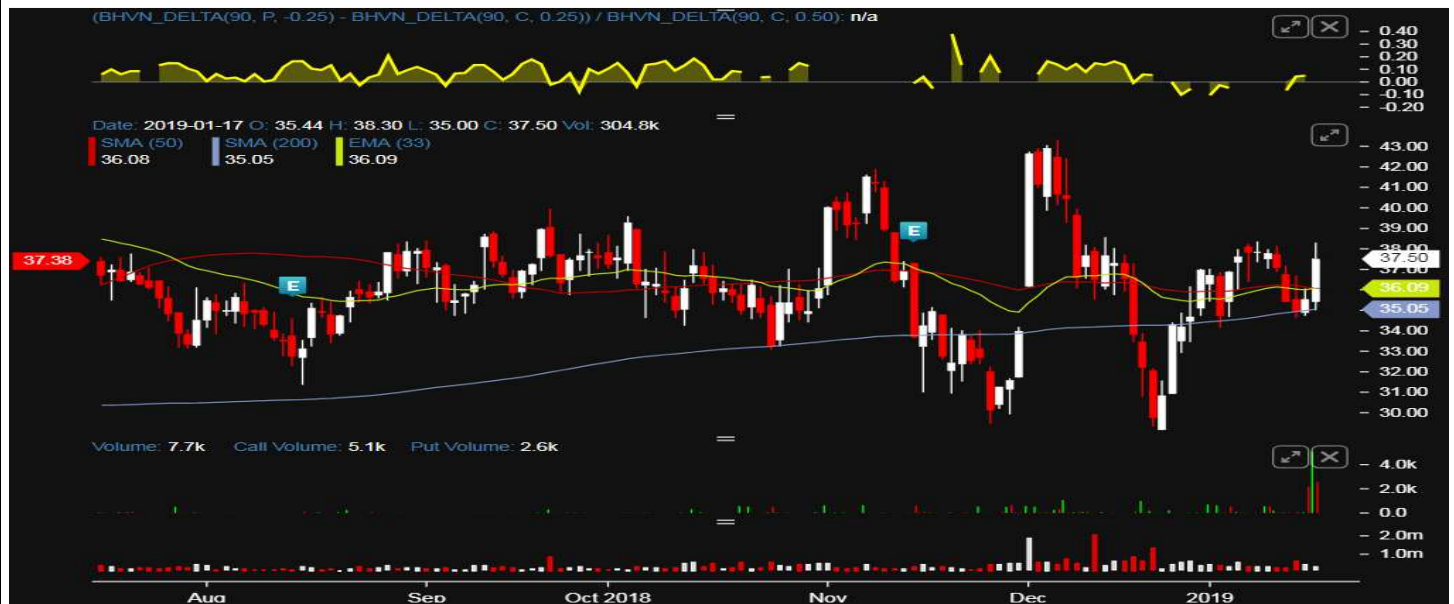 (BHVN_DELTA(90, P, -0.25) - BHVN_DELTA(90, C, 0.25)) / BHVN_DELTA(90, C, 0.50): n/a
0.40
0.30
0.20
0.10
0.00
-0.10
-0.20
Date: 2019-01-17 O: 35.44 H: 38.30 L: 35.00 C: 37.50 Vol: 304.8k
SMA (50) SMA (200) EMA (33)
36.08 35.05 36.09
43.00
42.00
41.00
40.00
39.00
38.00
37.50
37.00
36.09
35.05
34.00
33.00
32.00
31.00
30.00
E
E
37.38
Volume: 7.7k Call Volume: 5.1k Put Volume: 2.6k
4.0k
2.0k
0.0
2.0m
1.0m
Aug Sep Oct 2018 Nov Dec 2019